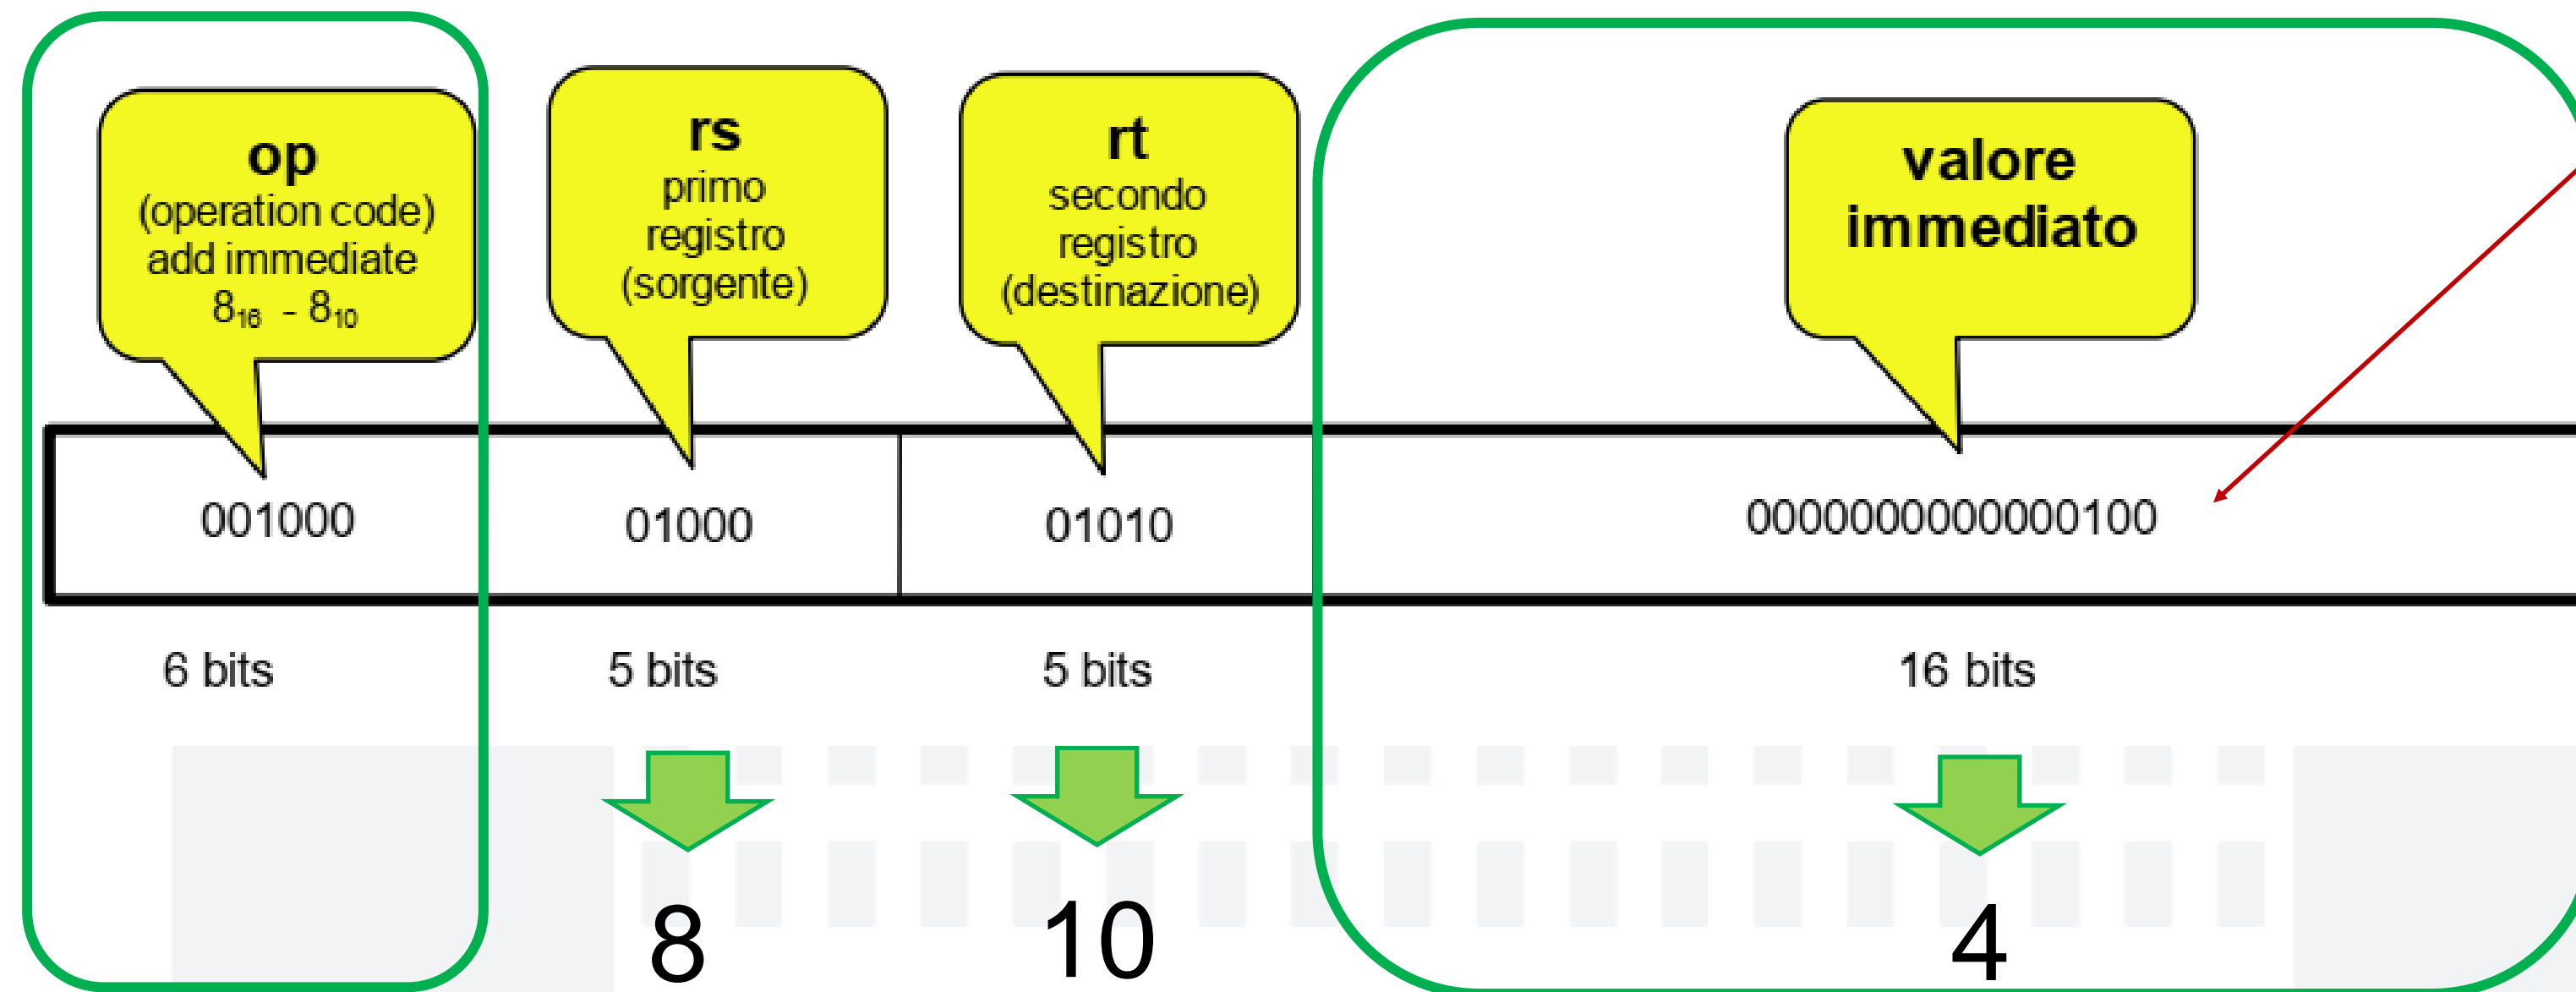 op
(operation code)
add immediate
8₁₆ - 8₁₀
rs
primo
registro
(sorgente)
rt
secondo
registro
(destinazione)
valore
immediato
001000
01000
01010
0000000000000100
6 bits
5 bits
5 bits
16 bits
8
10
4